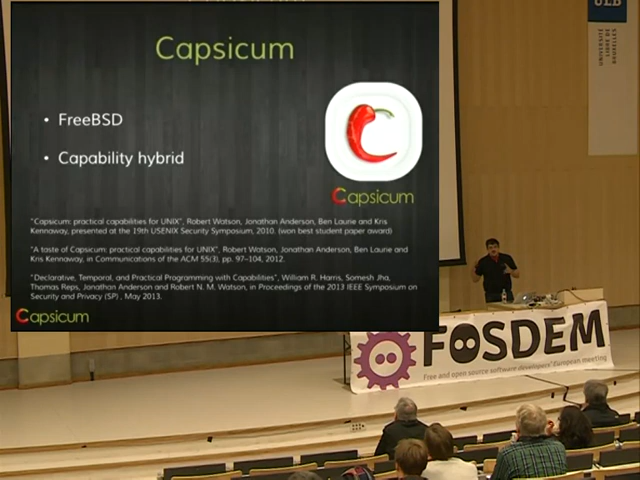 Capsicum
• FreeBSD
• Capability hybrid
Capsicum
"Capsicum: practical capabilities for UNIX", Robert Watson, Jonathan Anderson, Ben Laurie and Kris
Kennaway, presented at the 19th USENIX Security Symposium, 2010. (won best student paper award)
"A taste of Capsicum: practical capabilities for UNIX", Robert Watson, Jonathan Anderson, Ben Laurie and
Kris Kennaway, in Communications of the ACM 55(3), pp. 97-104, 2012.
"Declarative, Temporal, and Practical Programming with Capabilities", William R. Harris, Somesh Jha,
Thomas Reps, Jonathan Anderson and Robert N. M. Watson, in Proceedings of the 2013 IEEE Symposium on
Security and Privacy (SP) , May 2013.
Capsicum
ULB
UNIVERSITÉ
LIBRE DE
BRUXELLES
FOSDEM
Free and open source software developers' European meeting